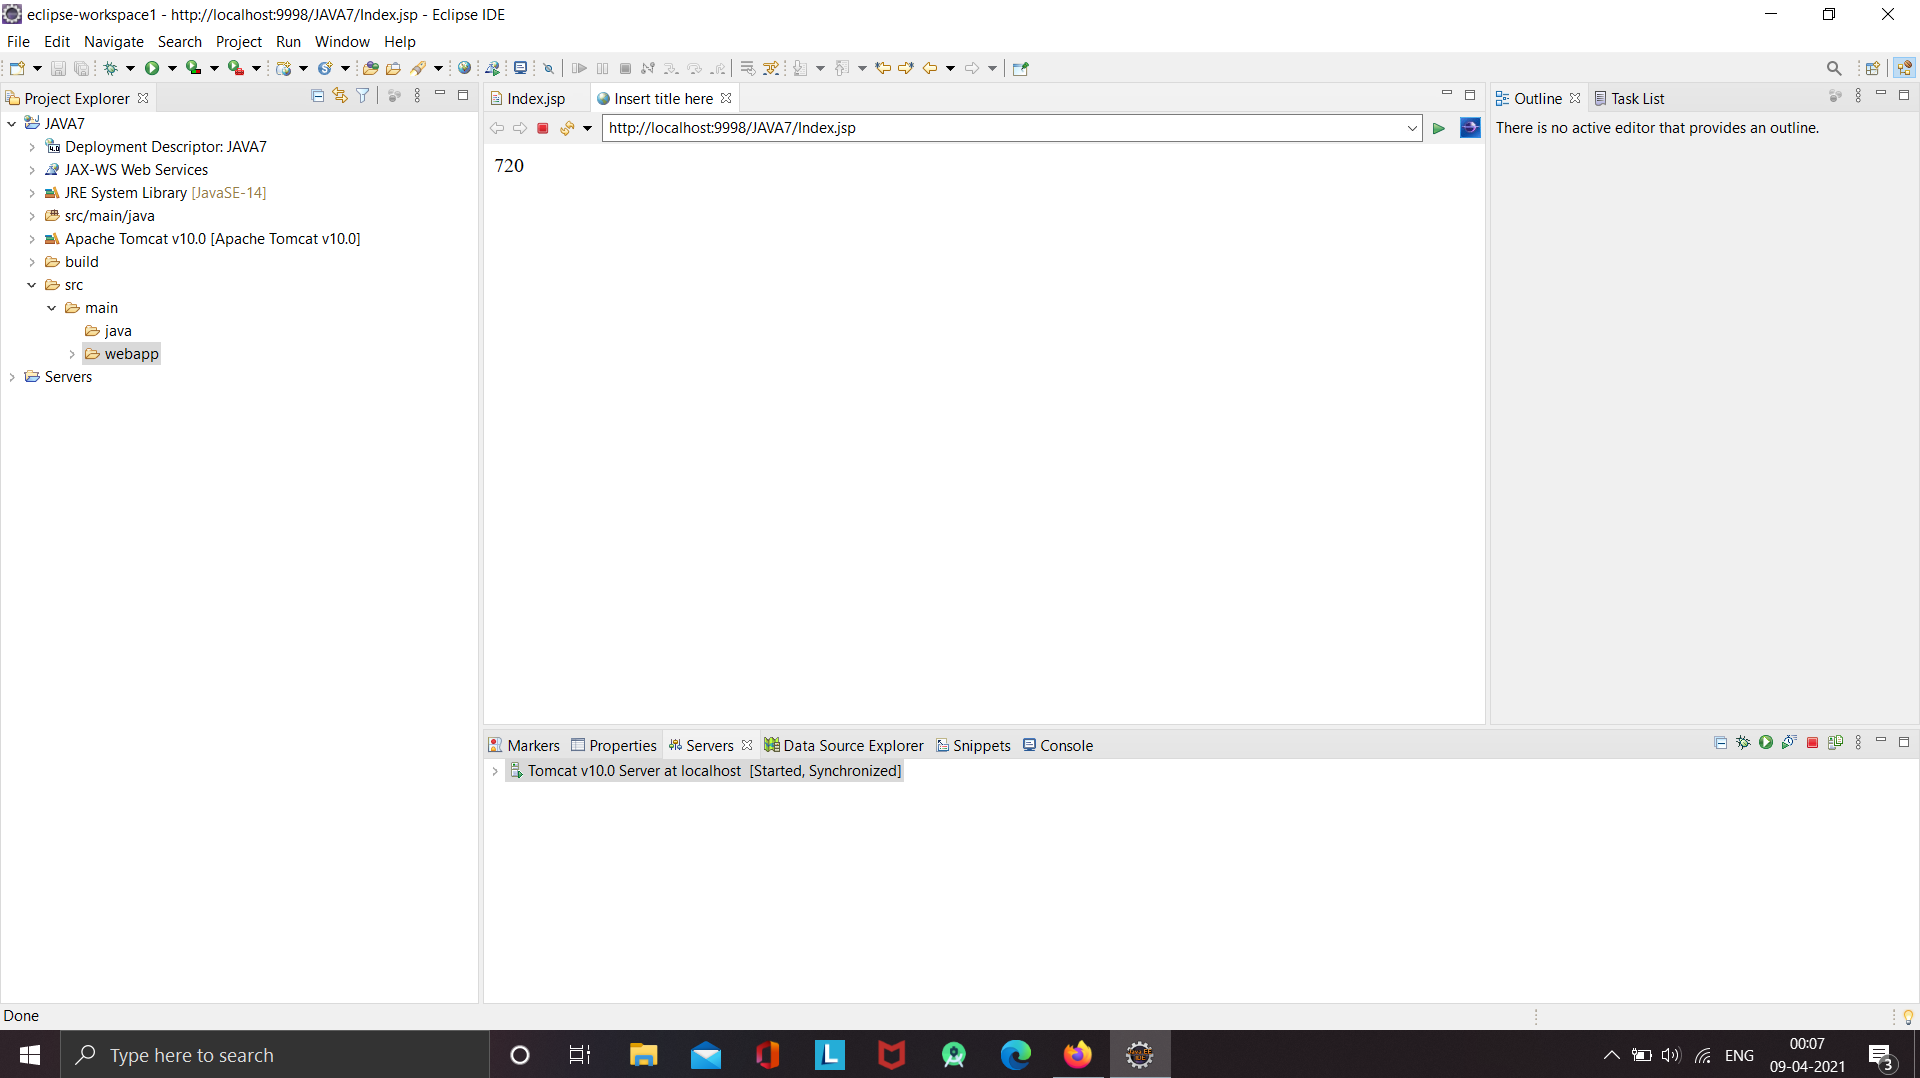 eclipse-workspace1 - http://localhost:9998/JAVA7/Index.jsp - Eclipse IDE
File Edit Navigate Search Project Run Window Help
Project Explorer
JAVA7
Deployment Descriptor: JAVA7
JAX-WS Web Services
JRE System Library [JavaSE-14]
src/main/java
Apache Tomcat v10.0 [Apache Tomcat v10.0]
build
src
main
java
webapp
Servers
Index.jsp Insert title here
http://localhost:9998/JAVA7/Index.jsp
720
Outline Task List
There is no active editor that provides an outline.
Markers Properties Servers Data Source Explorer Snippets Console
Tomcat v10.0 Server at localhost [Started, Synchronized]
Done
Type here to search
L
ENG
00:07
09-04-2021
3